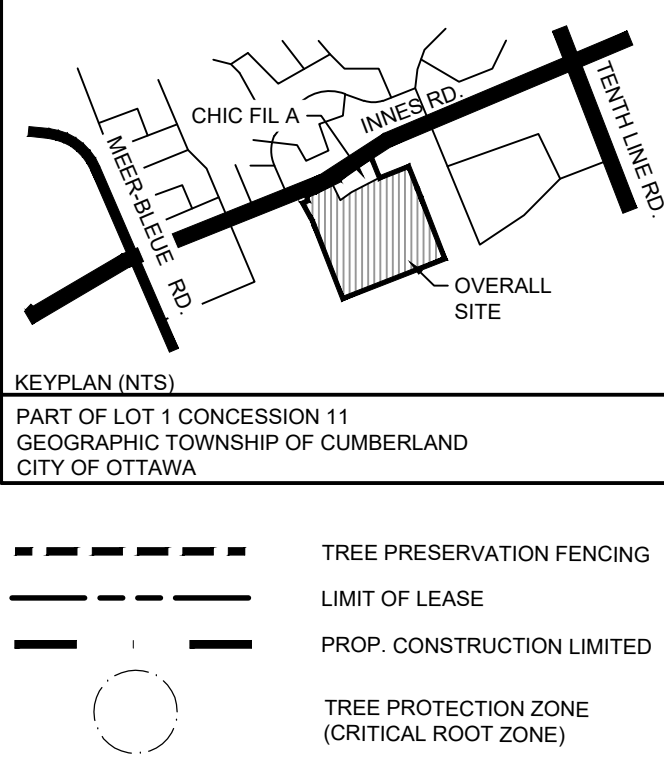 CHIC FIL A
INNES RD.
TENTH LINE RD.
MEER-BLEUE RD.
OVERALL
SITE
KEYPLAN (NTS)
PART OF LOT 1 CONCESSION 11
GEOGRAPHIC TOWNSHIP OF CUMBERLAND
CITY OF OTTAWA
TREE PRESERVATION FENCING
LIMIT OF LEASE
PROP. CONSTRUCTION LIMITED
TREE PROTECTION ZONE
(CRITICAL ROOT ZONE)